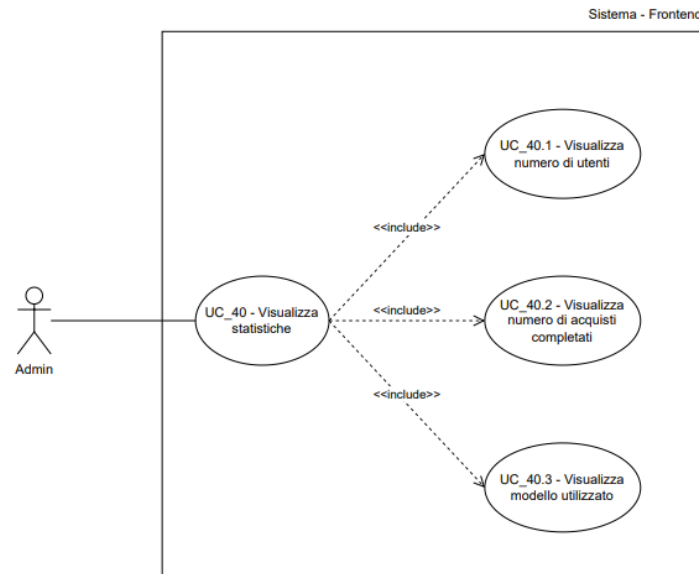 Sistema - Frontend
UC_40.1 - Visualizza
numero di utenti
<<include>>
UC_40 - Visualizza
statistiche
<<include>>
UC_40.2 - Visualizza
numero di acquisti
completati
Admin
<<include>>
UC_40.3 - Visualizza
modello utilizzato